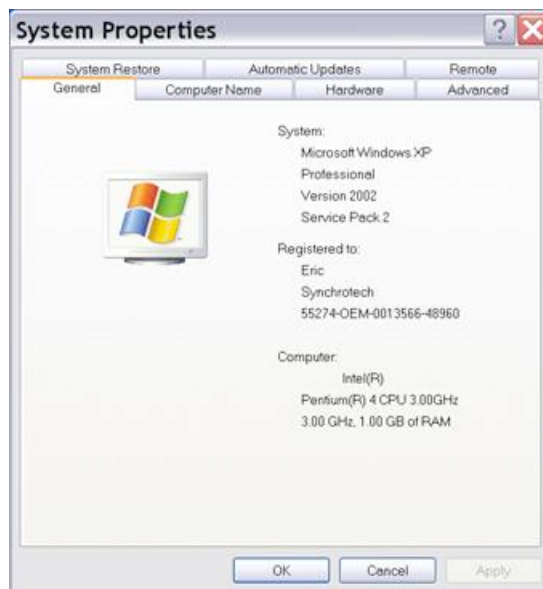 System Properties
?
System Restore Automatic Updates Remote
General Computer Name Hardware Advanced
System:
Microsoft Windows XP
Professional
Version 2002
Service Pack 2
Registered to:
Eric
Synchrotech
55274-OEM-0013566-48960
Computer:
Intel(R)
Pentium(R) 4 CPU 3.00GHz
3.00 GHz, 1.00 GB of RAM
OK Cancel Apply